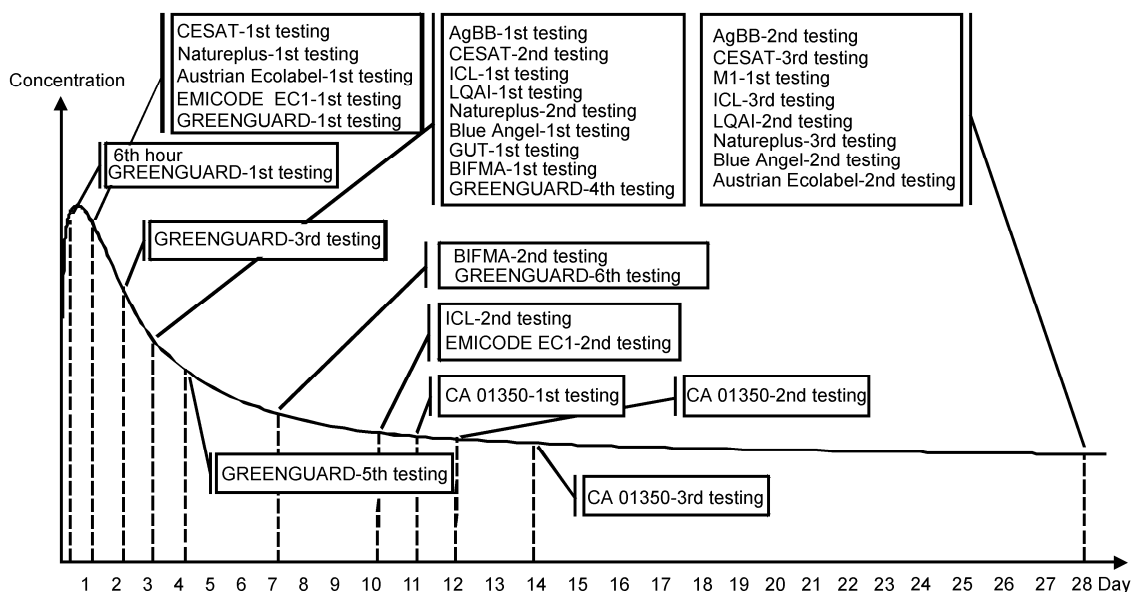 CESAT-1st testing
Natureplus-1st testing
Austrian Ecolabel-1st testing
EMICODE EC1-1st testing
GREENGUARD-1st testing
AgBB-1st testing
CESAT-2nd testing
ICL-1st testing
LQAI-1st testing
Natureplus-2nd testing
Blue Angel-1st testing
GUT-1st testing
BIFMA-1st testing
GREENGUARD-4th testing
AgBB-2nd testing
CESAT-3rd testing
M1-1st testing
ICL-3rd testing
LQAI-2nd testing
Natureplus-3rd testing
Blue Angel-2nd testing
Austrian Ecolabel-2nd testing
Concentration
6th hour
GREENGUARD-1st testing
GREENGUARD-3rd testing
BIFMA-2nd testing
GREENGUARD-6th testing
ICL-2nd testing
EMICODE EC1-2nd testing
CA 01350-1st testing
CA 01350-2nd testing
GREENGUARD-5th testing
CA 01350-3rd testing
1 2 3 4 5 6 7 8 9 10 11 12 13 14 15 16 17 18 19 20 21 22 23 24 25 26 27 28 Day